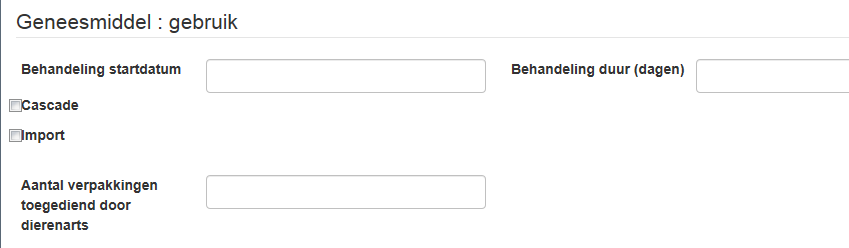 Geneesmiddel : gebruik
Behandeling startdatum
Behandeling duur (dagen)
Cascade
Import
Aantal verpakkingen
toegediend door
dierenarts